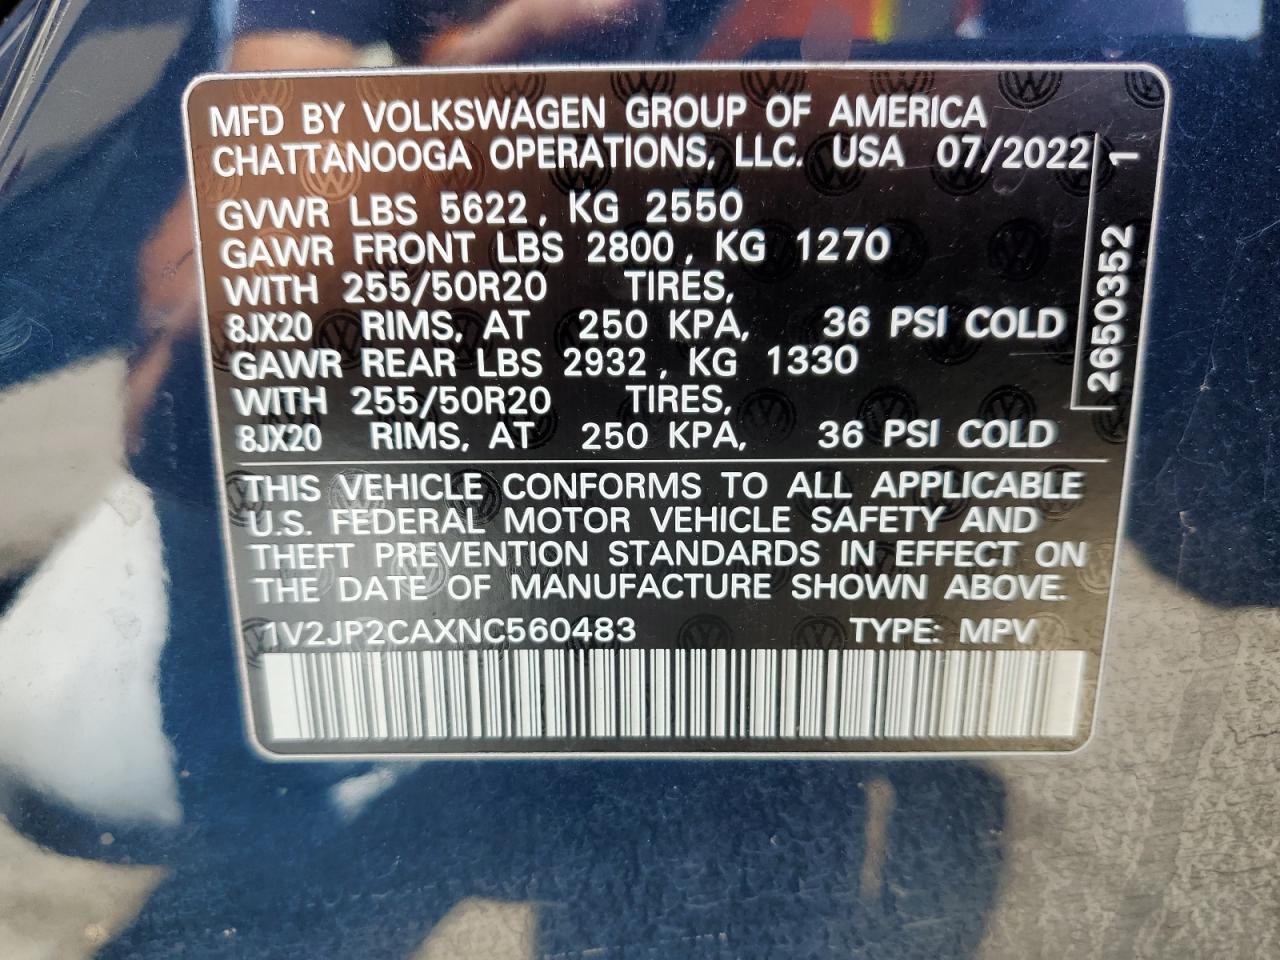 MFD BY VOLKSWAGEN GROUP OF AMERICA
CHATTANOOGA OPERATIONS, LLC. USA 07/2022
GVWR LBS 5622, KG 2550
GAWR FRONT LBS 2800, KG 1270
WITH 255/50R20 TIRES,
8JX20 RIMS, AT 250 KPA, 36 PSI COLD
GAWR REAR LBS 2932, KG 1330
WITH 255/50R20 TIRES,
8JX20 RIMS, AT 250 KPA, 36 PSI COLD
2650352 1
THIS VEHICLE CONFORMS TO ALL APPLICABLE
U.S. FEDERAL MOTOR VEHICLE SAFETY AND
THEFT PREVENTION STANDARDS IN EFFECT ON
THE DATE OF MANUFACTURE SHOWN ABOVE.
1V2JP2CAXNC560483 TYPE: MPV